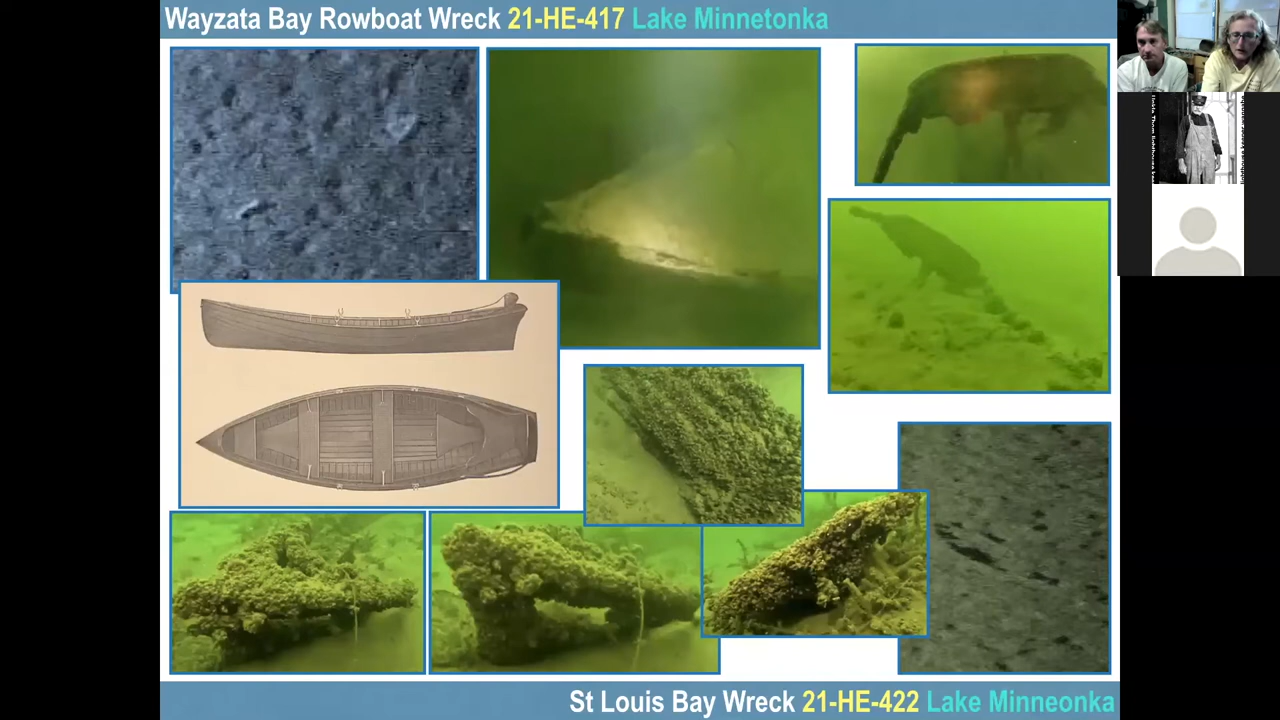 Wayzata Bay Rowboat Wreck 21-HE-417 Lake Minnetonka
St Louis Bay Wreck 21-HE-422 Lake Minneonka